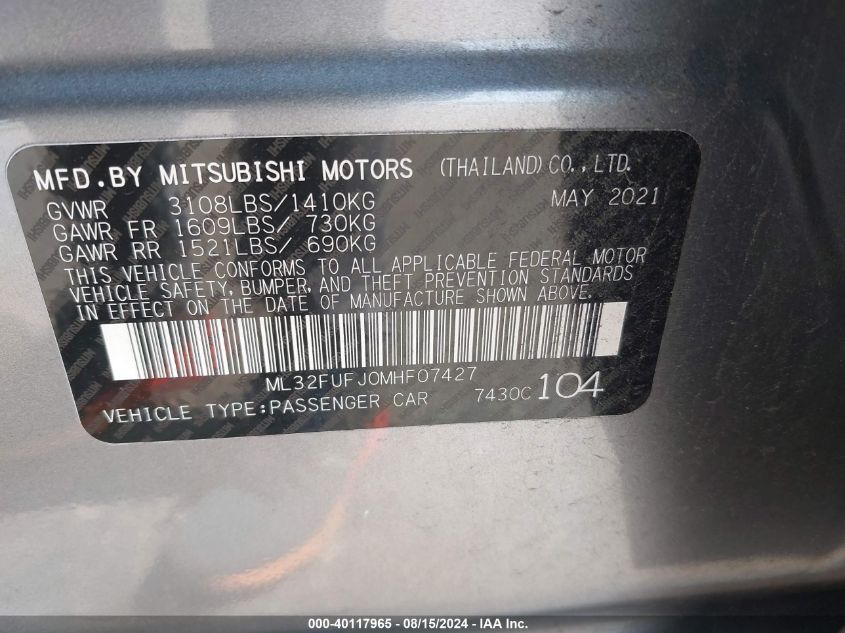 MFD.BY MITSUBISHI MOTORS (THAILAND) CO., LTD.
GVWR 3108LBS/1410KG MAY 2021
GAWR FR 1609LBS/ 730KG
GAWR RR 1521LBS/ 690KG
THIS VEHICLE CONFORMS TO ALL APPLICABLE FEDERAL MOTOR
VEHICLE SAFETY, BUMPER, AND THEFT PREVENTION STANDARDS
IN EFFECT ON THE DATE OF MANUFACTURE SHOWN ABOVE.
ML32FUFJ0MHF07427
VEHICLE TYPE:PASSENGER CAR 7430C 104
000-40117965 - 08/15/2024 - IAA Inc.